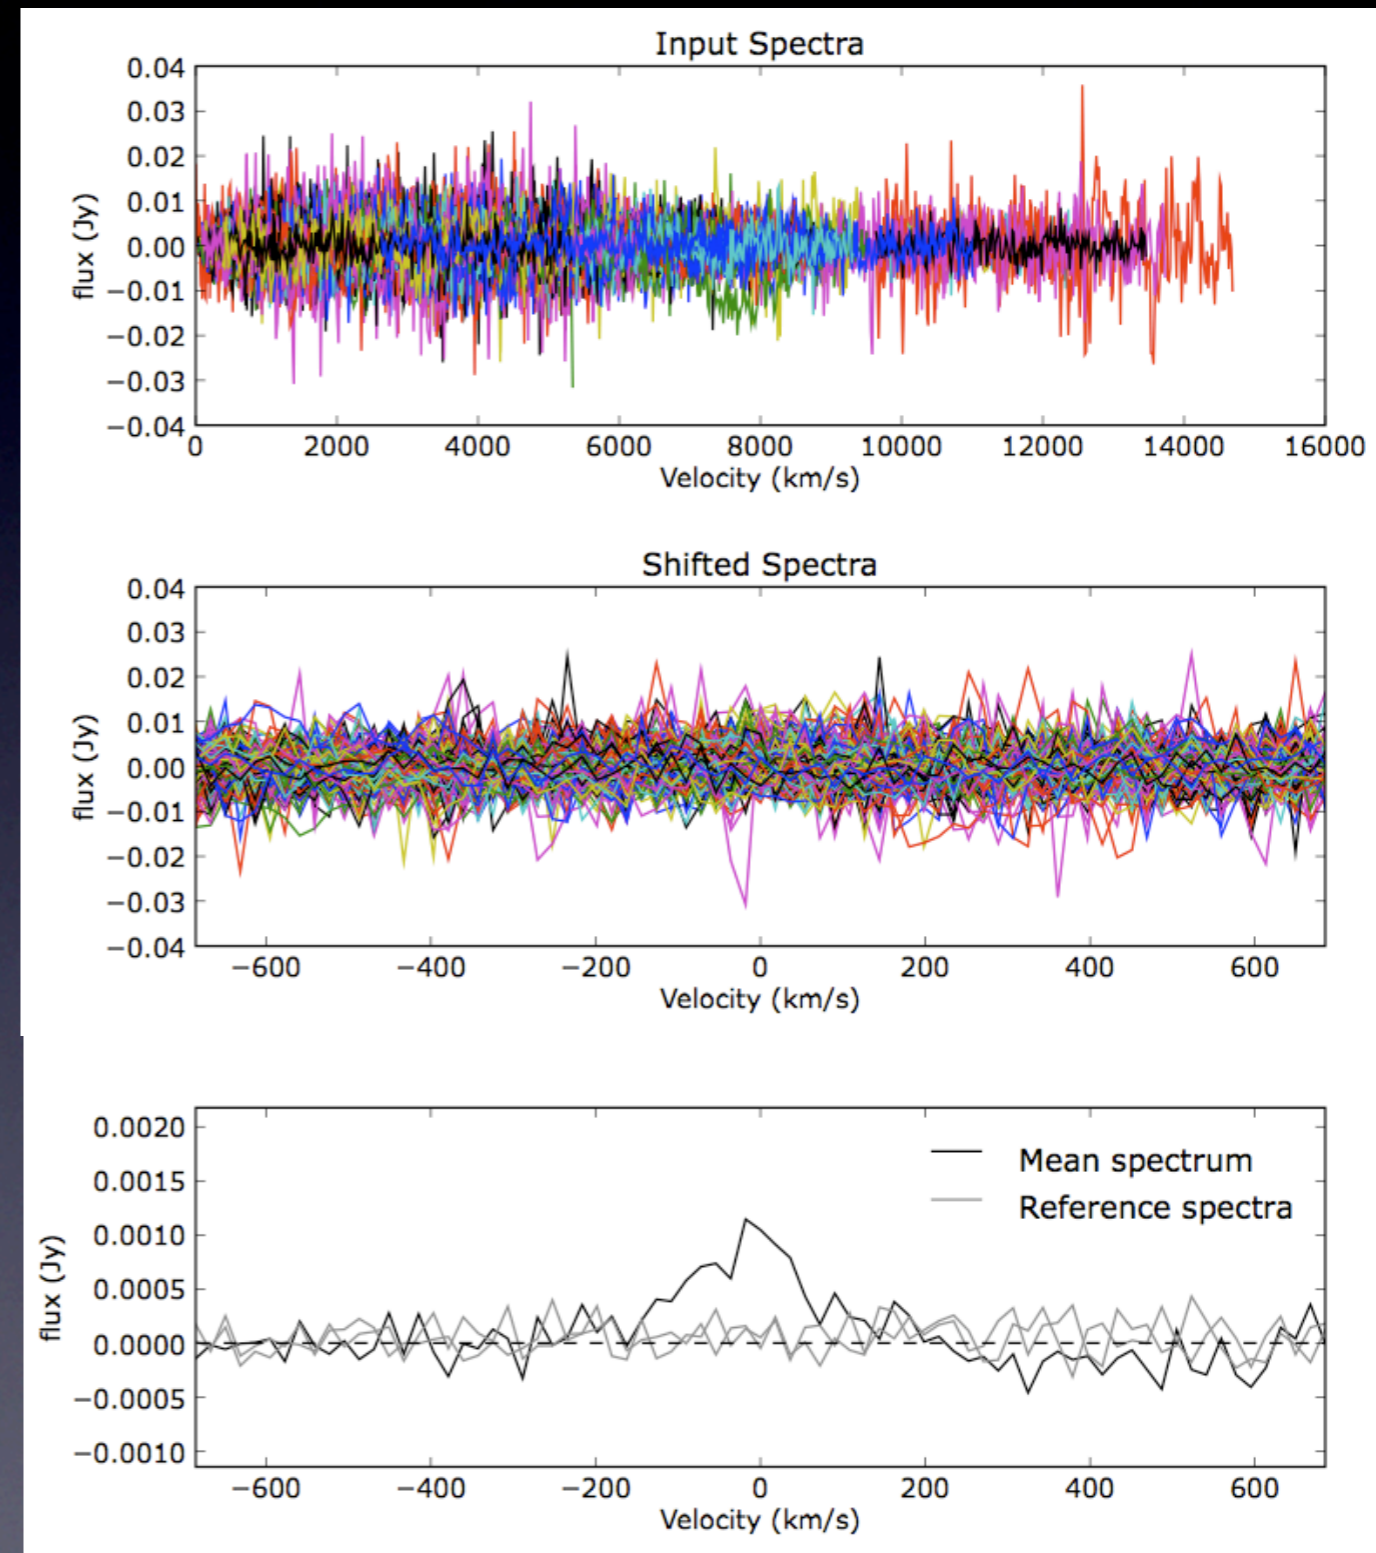 Input Spectra
0.04
0.03
0.02
0.01
0.00
−0.01
−0.02
−0.03
−0.04
flux (Jy)
0 2000 4000 6000 8000 10000 12000 14000 16000
Velocity (km/s)
Shifted Spectra
0.04
0.03
0.02
0.01
0.00
−0.01
−0.02
−0.03
−0.04
flux (Jy)
−600 −400 −200 0 200 400 600
Velocity (km/s)
0.0020
0.0015
0.0010
0.0005
0.0000
−0.0005
−0.0010
flux (Jy)
Mean spectrum
Reference spectra
−600 −400 −200 0 200 400 600
Velocity (km/s)